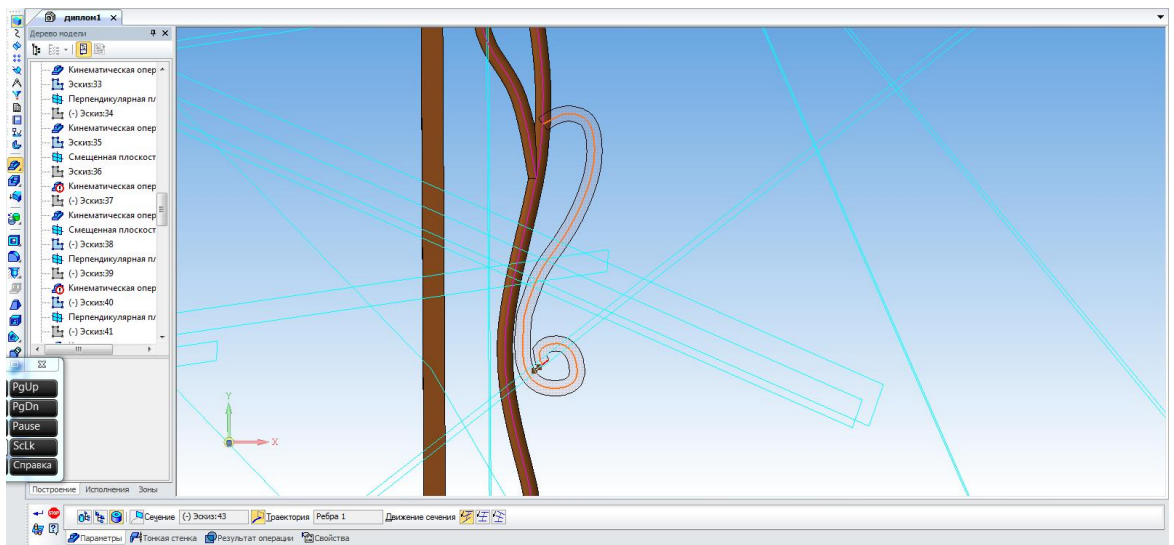 диплом1
Дерево модели
Кинематическая опер
Эскиз:33
Перпендикулярная пл
(-) Эскиз:34
Кинематическая опер
Эскиз:35
Смещенная плоскост
Эскиз:36
Кинематическая опер
(-) Эскиз:37
Кинематическая опер
Смещенная плоскост
(-) Эскиз:38
Перпендикулярная пл
(-) Эскиз:39
Кинематическая опер
(-) Эскиз:40
Перпендикулярная пл
(-) Эскиз:41
PgUp
PgDn
Pause
ScLk
Справка
Y
X
Построение Исполнения Зоны
STOP Сечение (-) Эскиз:43 Траектория Ребра 1 Движение сечения
Параметры Тонкая стенка Результат операции Свойства